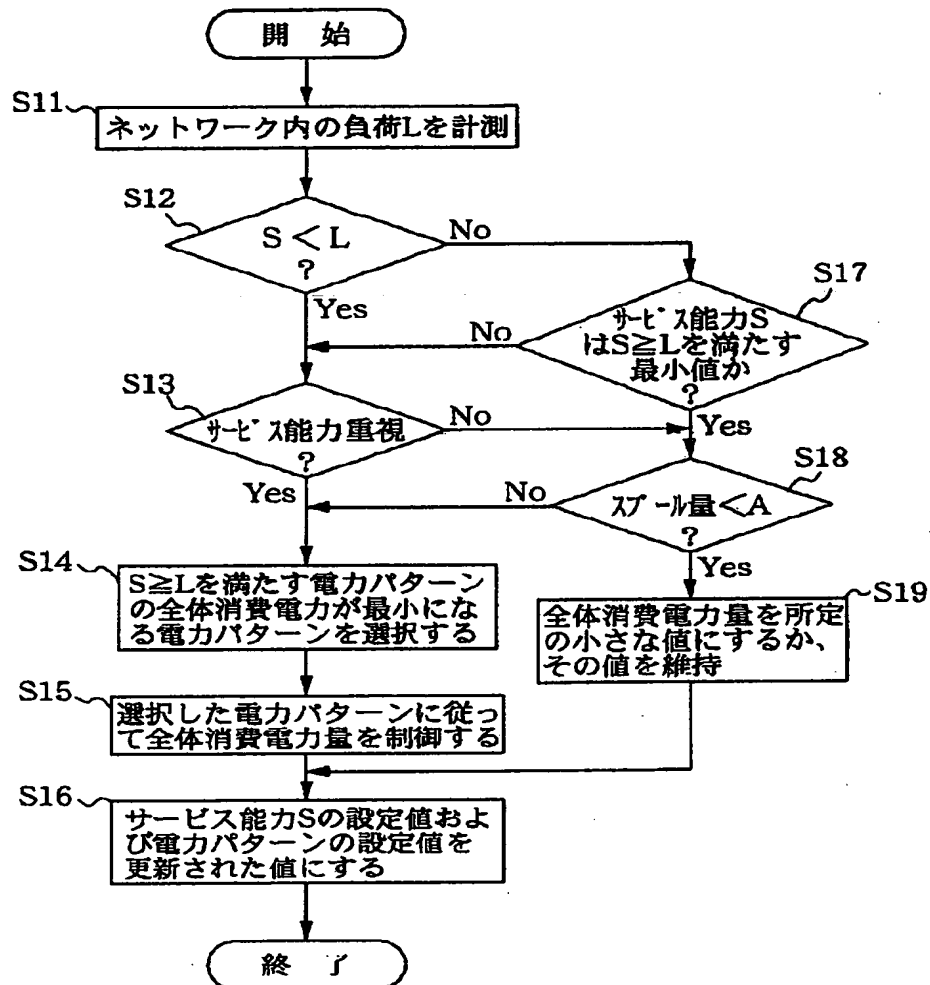 開 始
S11
ネットワーク内の負荷Lを計測
S12
S<L
?
No
Yes
S17
サービス能力S
はS≧Lを満たす
最小値か
?
No
Yes
S13
サービス能力重視
?
No
Yes
S18
スプール量<A
?
No
Yes
S14
S≧Lを満たす電力パターン
の全体消費電力が最小にな
る電力パターンを選択する
S19
全体消費電力量を所定
の小さな値にするか、
その値を維持
S15
選択した電力パターンに従っ
て全体消費電力量を制御する
S16
サービス能力Sの設定値およ
び電力パターンの設定値を
更新された値にする
終 了